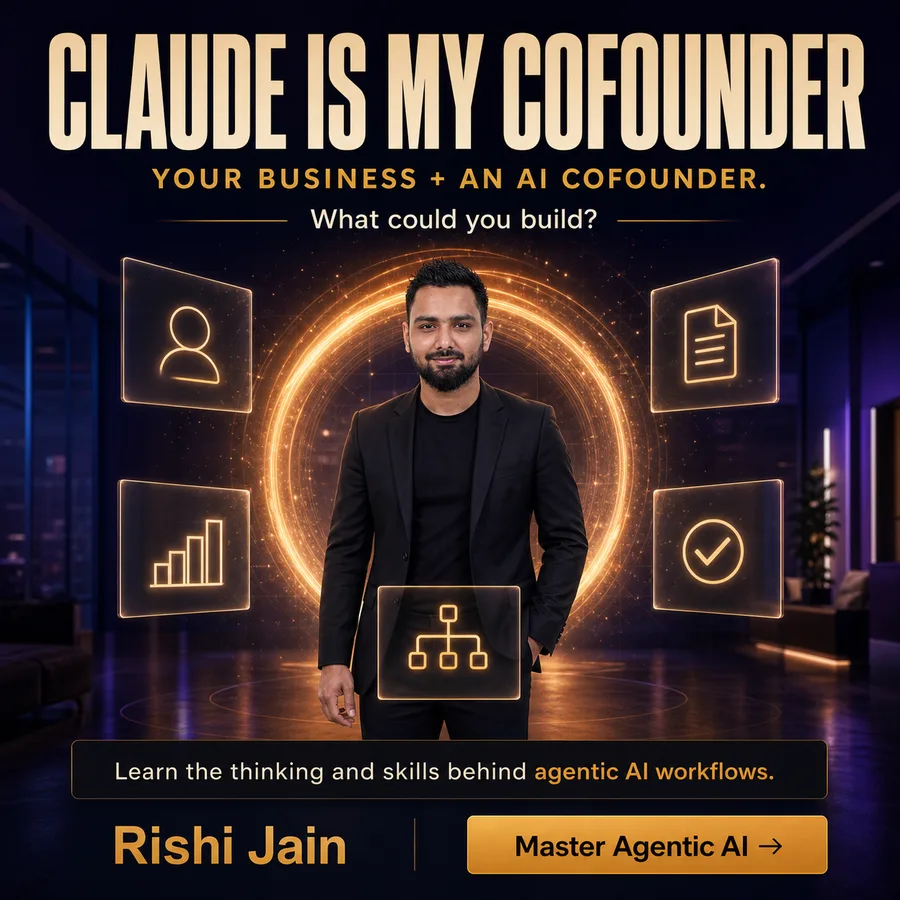 CLAUDE IS MY COFOUNDER
YOUR BUSINESS + AN AI COFOUNDER.
What could you build?
Learn the thinking and skills behind agentic AI workflows.
Rishi Jain
Master Agentic AI →